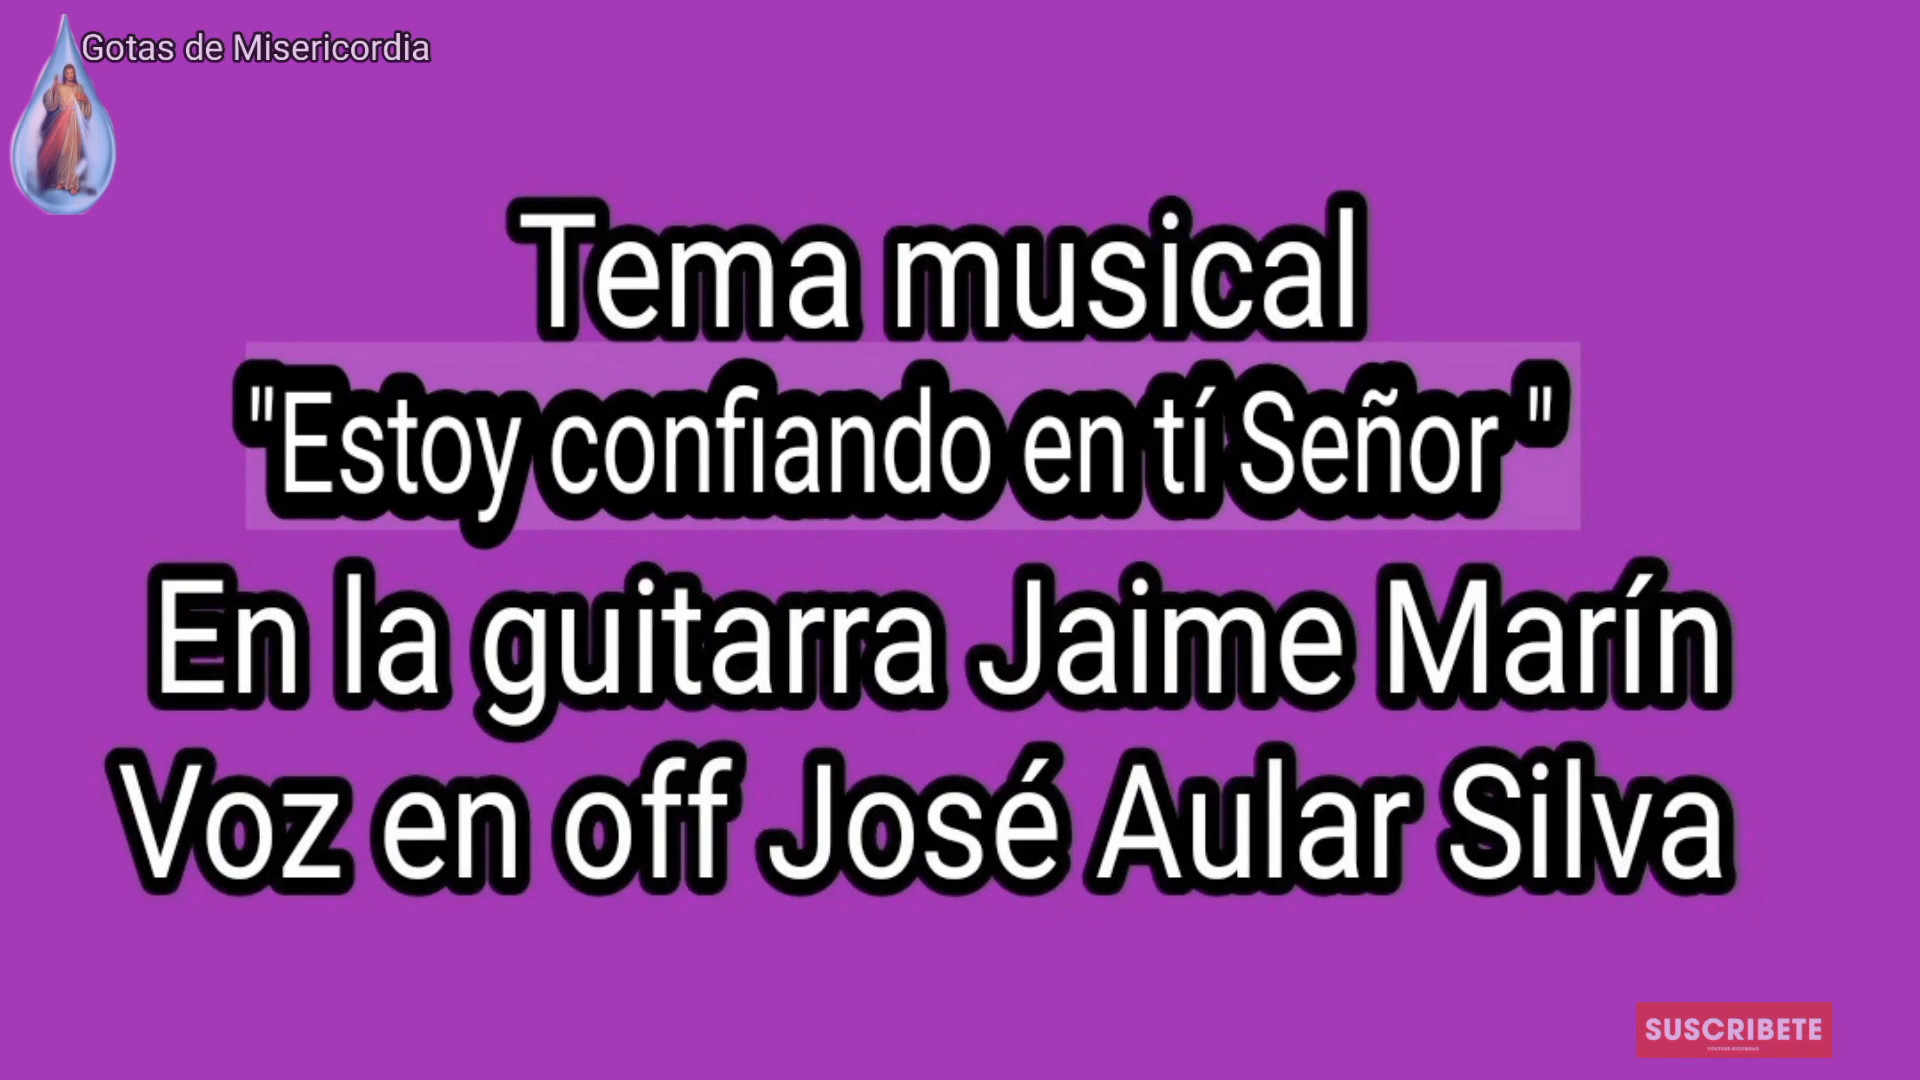 Gotas de Misericordia
Tema musical
"Estoy confiando en tí Señor "
En la guitarra Jaime Marín
Voz en off José Aular Silva
SUSCRIBETE